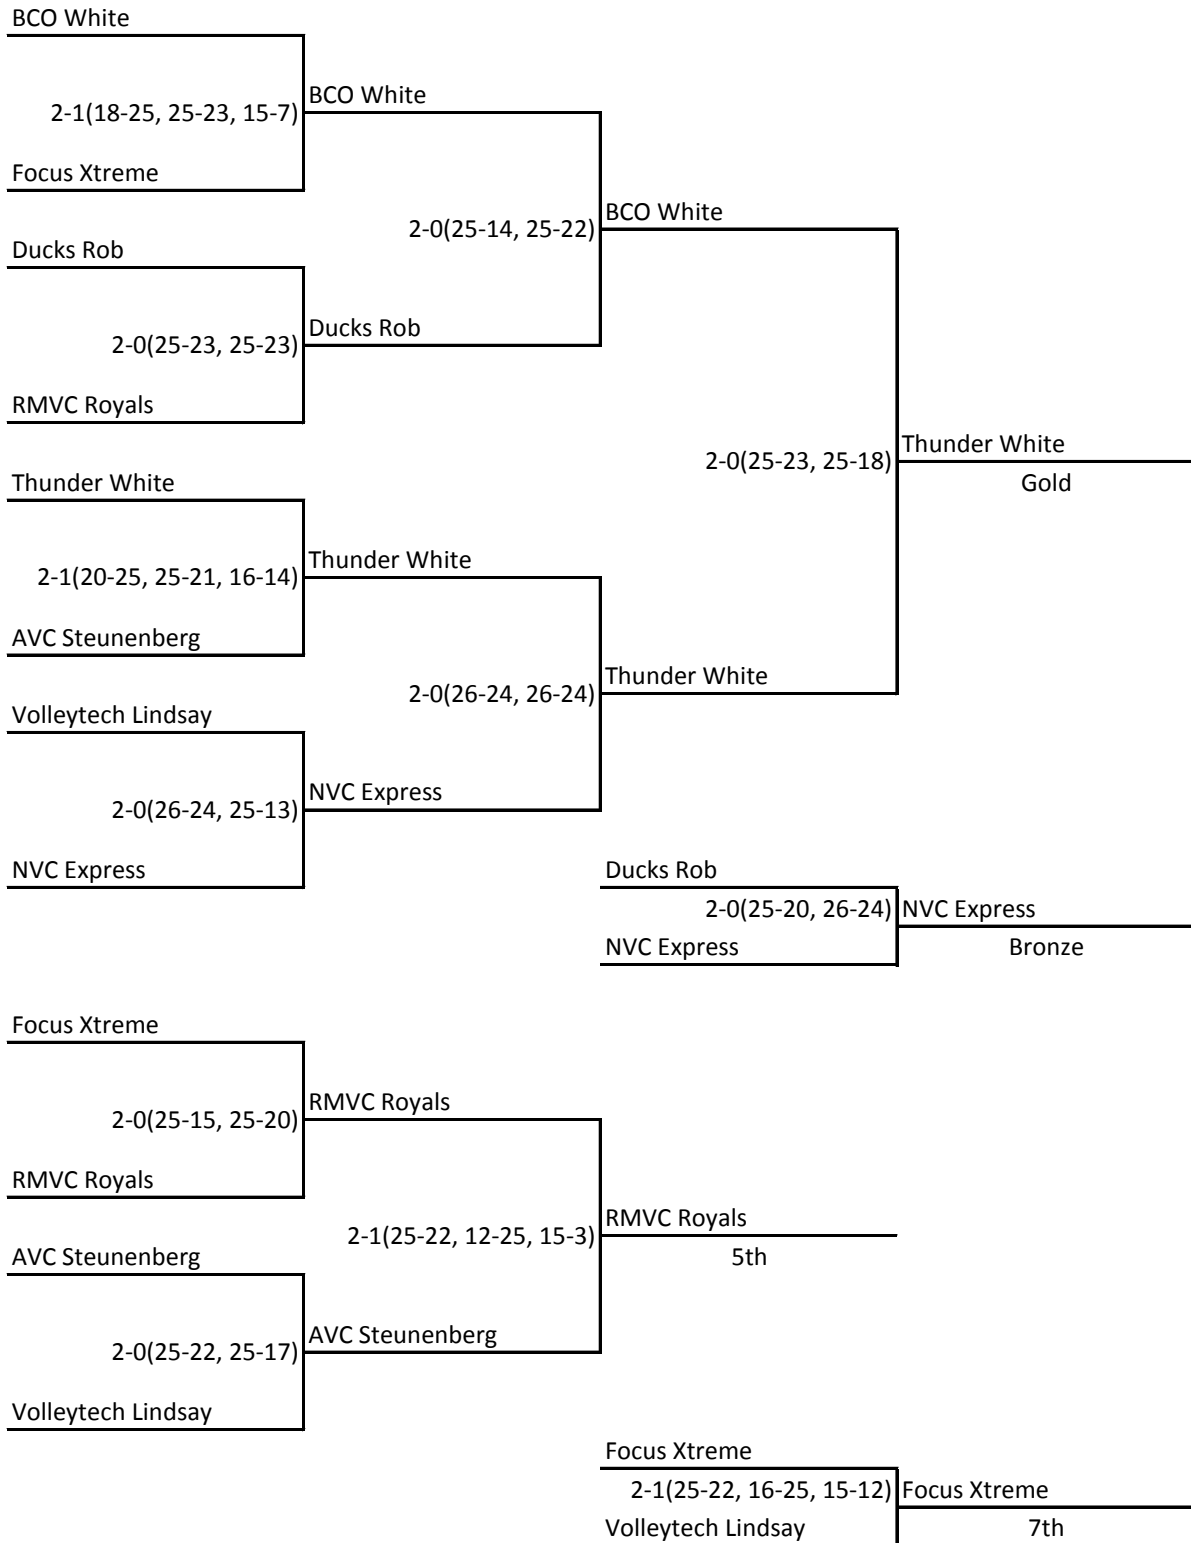 BCO White
2-1(18-25, 25-23, 15-7)
BCO White
Focus Xtreme
2-0(25-14, 25-22)
BCO White
Ducks Rob
2-0(25-23, 25-23)
Ducks Rob
RMVC Royals
2-0(25-23, 25-18)
Thunder White
Gold
Thunder White
2-1(20-25, 25-21, 16-14)
Thunder White
AVC Steunenberg
2-0(26-24, 26-24)
Thunder White
Volleytech Lindsay
2-0(26-24, 25-13)
NVC Express
NVC Express
Ducks Rob
2-0(25-20, 26-24)
NVC Express
NVC Express
Bronze
Focus Xtreme
2-0(25-15, 25-20)
RMVC Royals
RMVC Royals
2-1(25-22, 12-25, 15-3)
RMVC Royals
5th
AVC Steunenberg
2-0(25-22, 25-17)
AVC Steunenberg
Volleytech Lindsay
Focus Xtreme
2-1(25-22, 16-25, 15-12)
Focus Xtreme
Volleytech Lindsay
7th